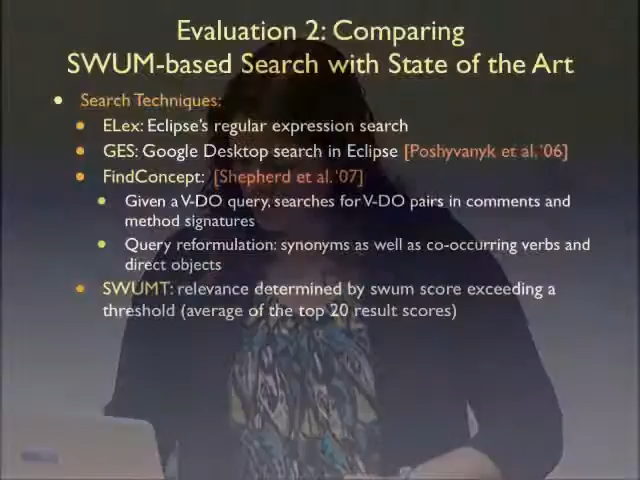 Evaluation 2: Comparing
SWUM-based Search with State of the Art
Search Techniques:
ELex: Eclipse's regular expression search
GES: Google Desktop search in Eclipse [Poshyvanyk et al. '06]
FindConcept: [Shepherd et al. '07]
Given a V-DO query, searches for V-DO pairs in comments and
method signatures
Query reformulation: synonyms as well as co-occurring verbs and
direct objects
SWUMT: relevance determined by swum score exceeding a
threshold (average of the top 20 result scores)